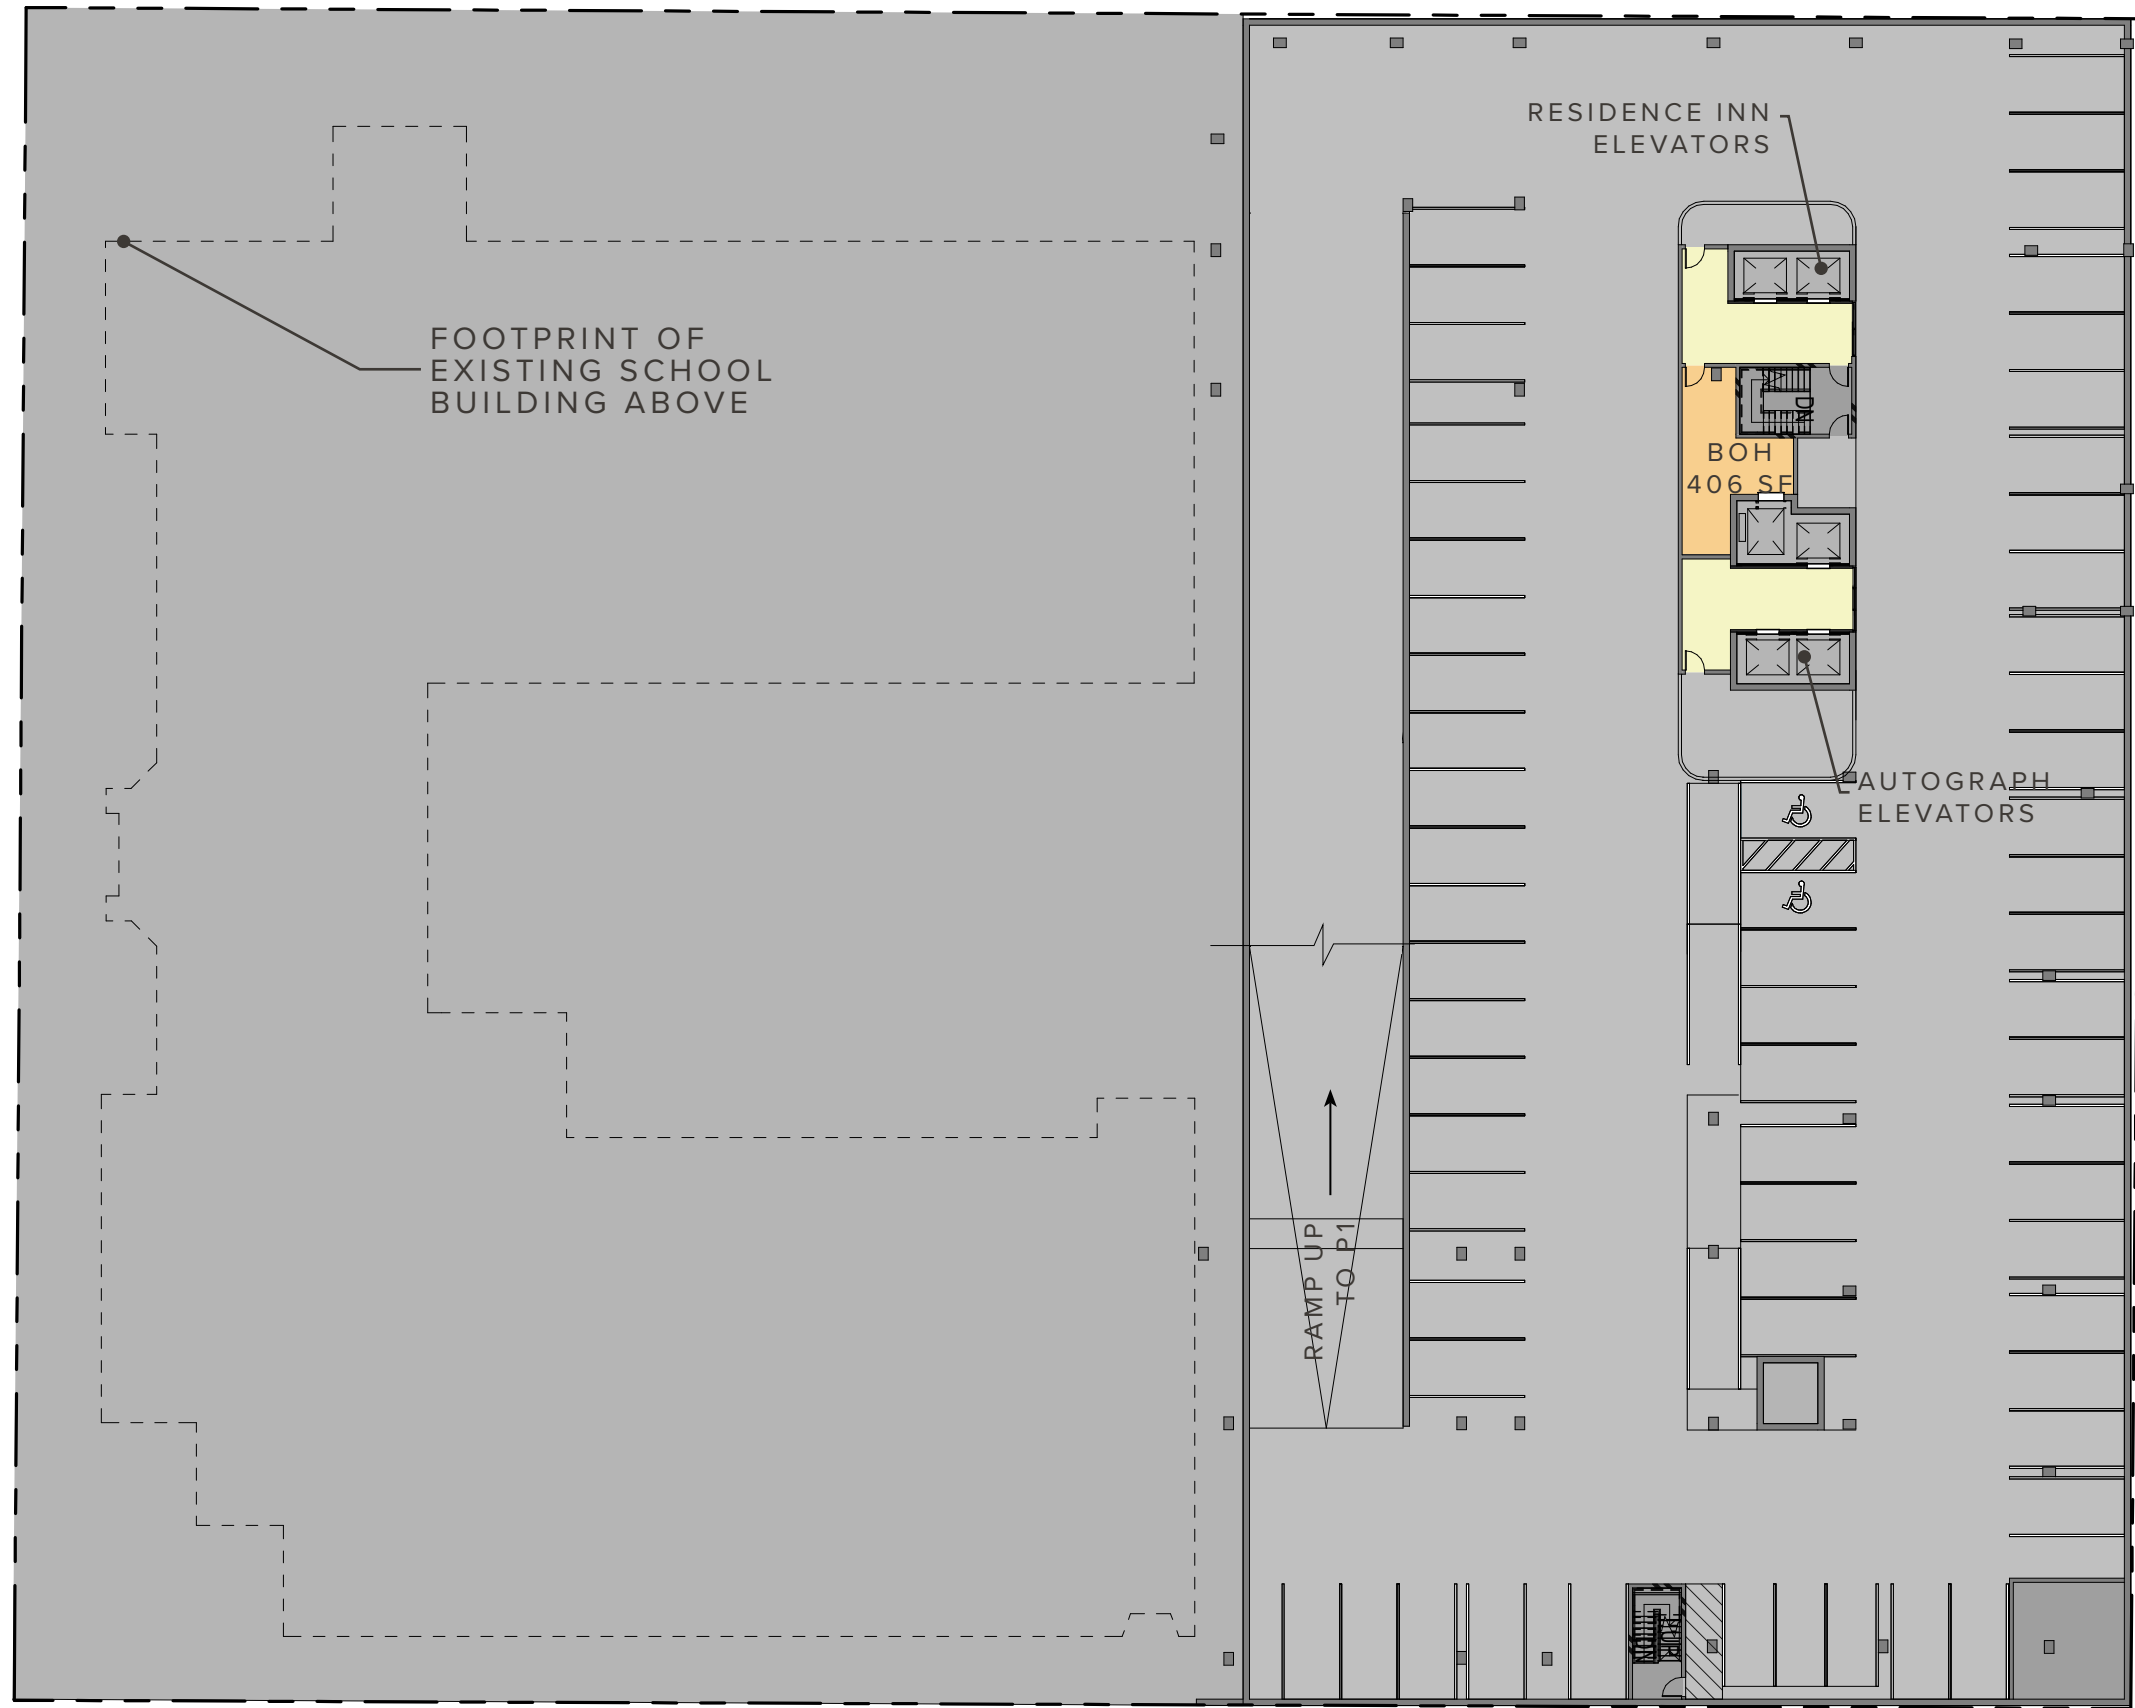 RESIDENCE INN
ELEVATORS
FOOTPRINT OF
EXISTING SCHOOL
BUILDING ABOVE
DN
BOH
406 SF
AUTOGRAPH
ELEVATORS
RAMP UP
TO P1